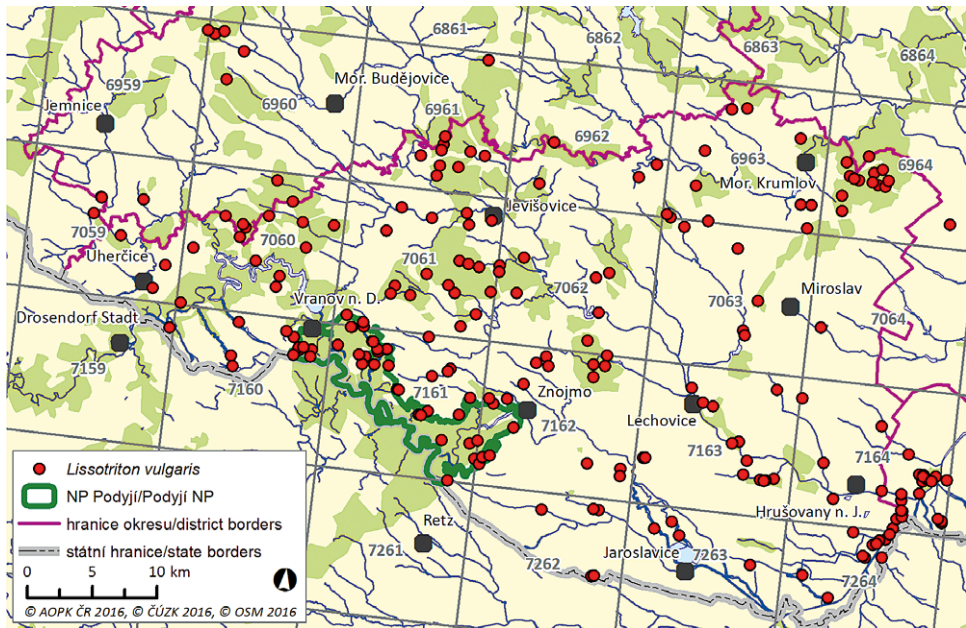 6861
6862
6863
6864
6959
Mor. Budějovice
Jemnice
6960
6961
6962
6963
6964
Mor. Krumlov
Jevišovice
7059
7060
Uherčice
7061
7062
7063
Miroslav
7064
Vranov n. D.
Drosendorf Stadt
7159
7160
7161
Znojmo
7162
Lechovice
7163
7164
Hrušovany n. J.
Retz
7261
7262
Jaroslavice
7263
7264
Lissotriton vulgaris
NP Podyjí/Podyjí NP
hranice okresu/district borders
státní hranice/state borders
0 5 10 km
© AOPK ČR 2016, © ČÚZK 2016, © OSM 2016